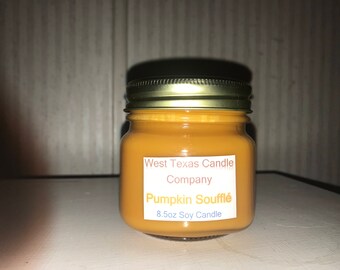 West Texas Candle
Company
Pumpkin Soufflé
8.5oz Soy Candle